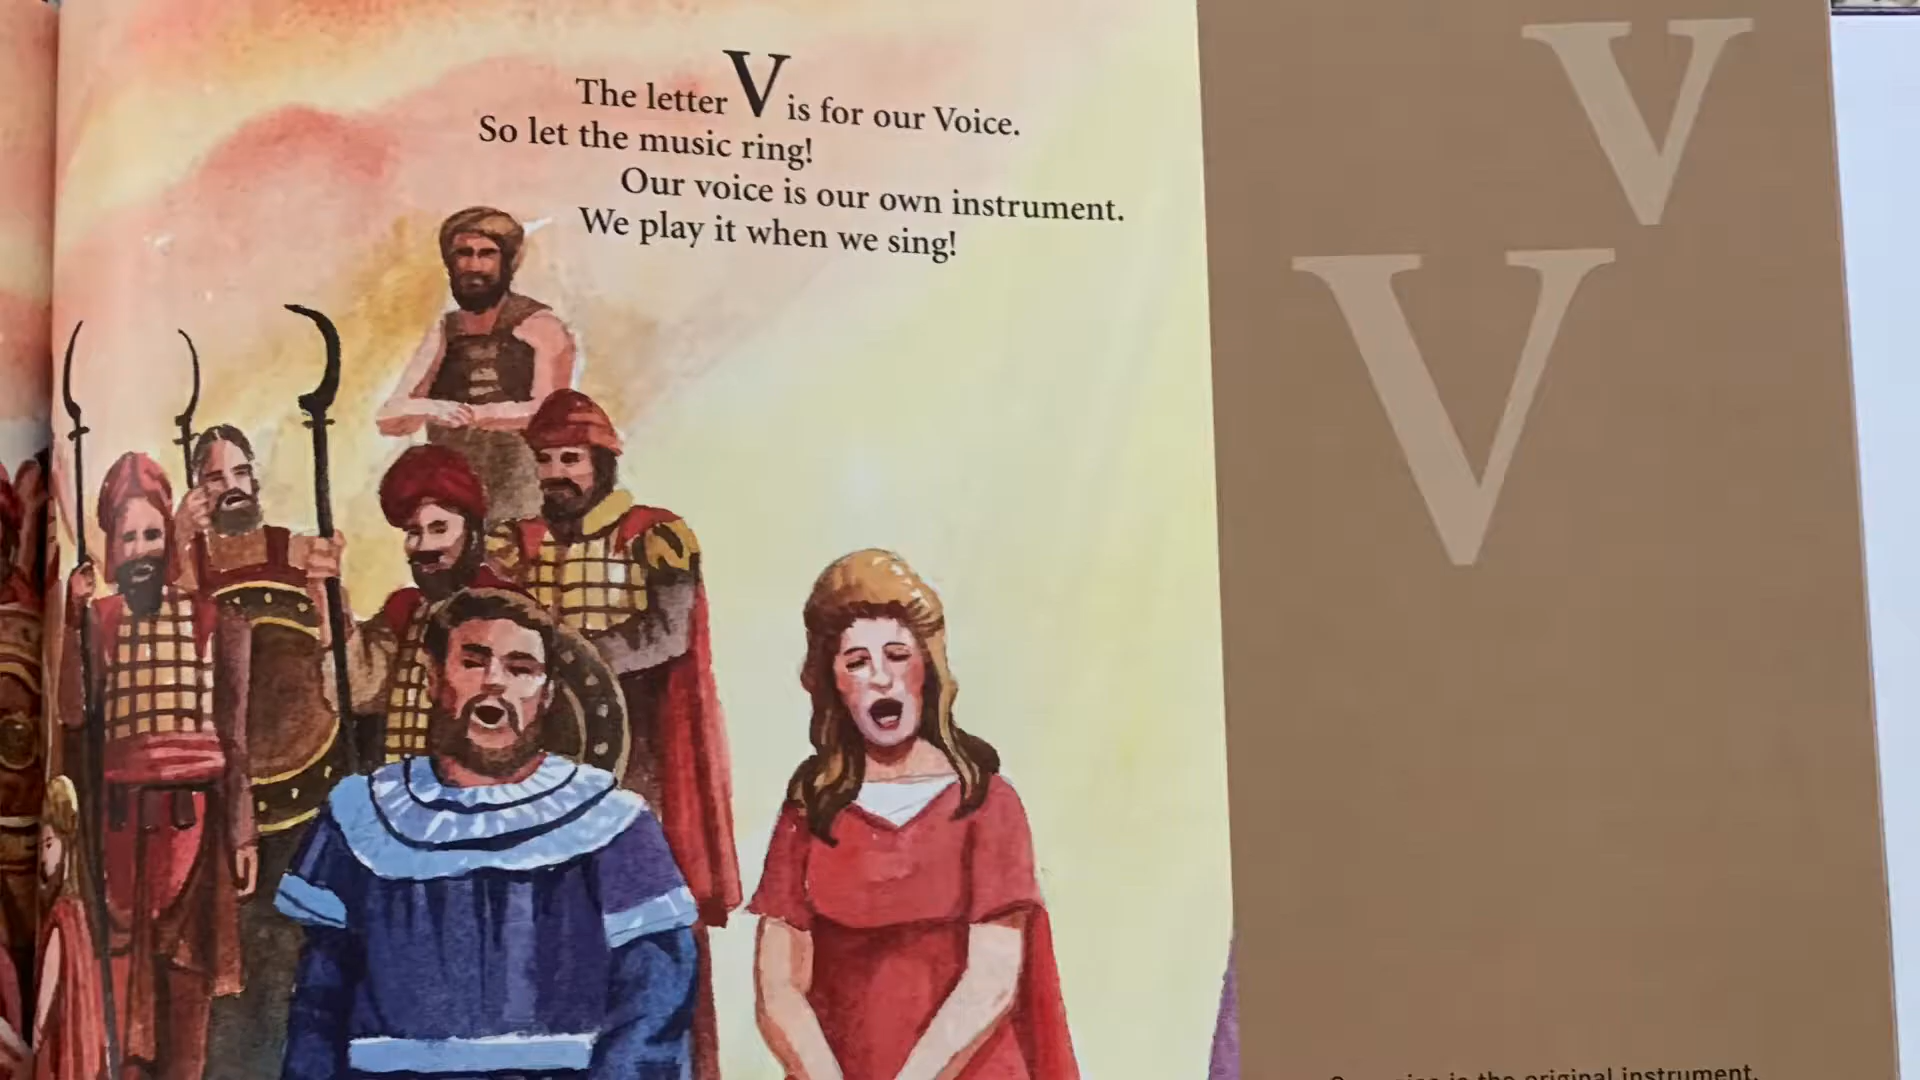 The letter V is for our Voice.
So let the music ring!
Our voice is our own instrument.
We play it when we sing!
V
V
is the original instrument.